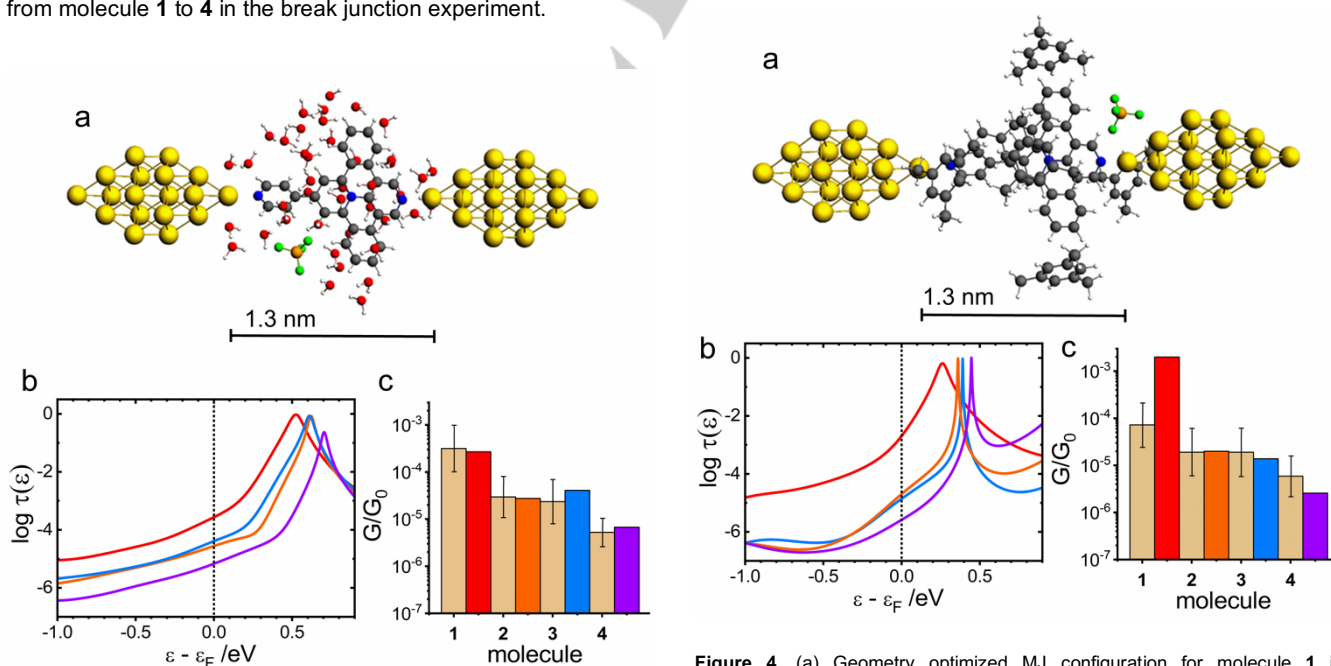 from molecule 1 to 4 in the break junction experiment.
a
1.3 nm
b
0
-2
-4
-6
log τ(ε)
-1.0 -0.5 0.0 0.5
ε - εF /eV
c
10-3
10-4
10-5
10-6
10-7
G/G0
1 2 3 4
molecule
a
1.3 nm
b
0
-2
-4
-6
log τ(ε)
-1.0 -0.5 0.0 0.5
ε - εF /eV
c
10-3
10-4
10-5
10-6
10-7
G/G0
1 2 3 4
molecule
Figure 4. (a) Geometry optimized MJ configuration for molecule 1 i